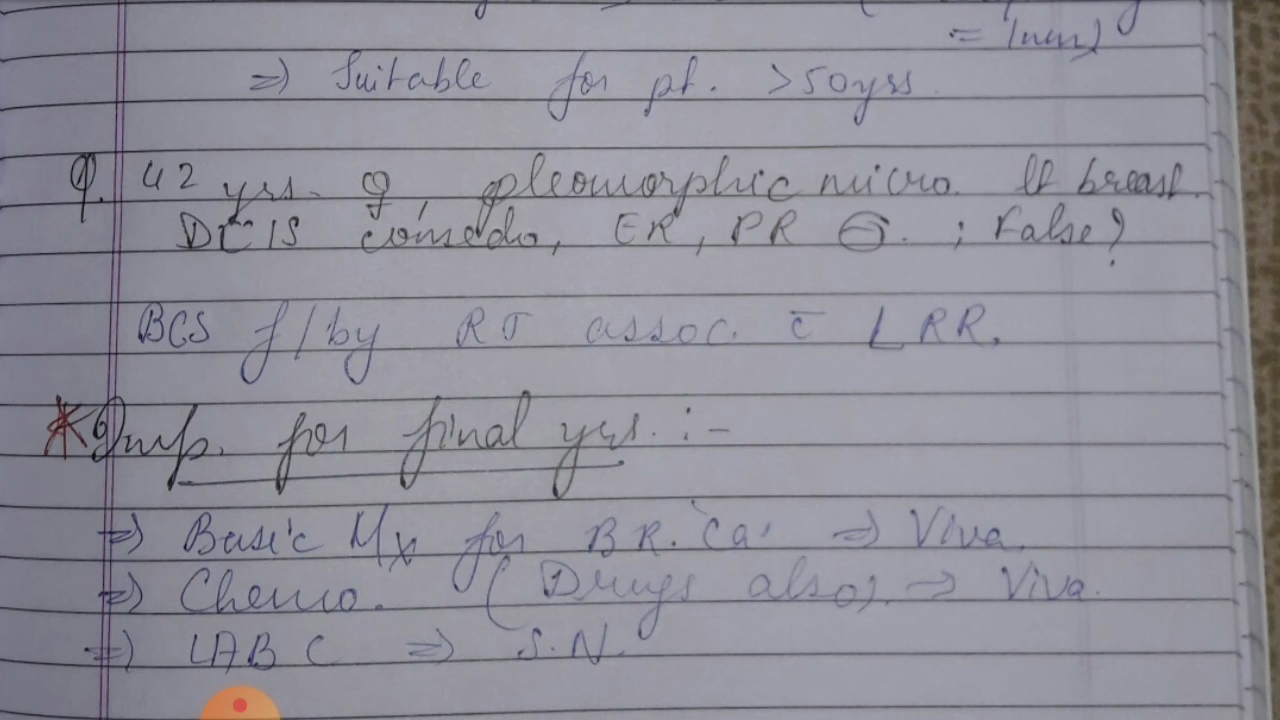 = 1mm)
=> Suitable for pt. >50yrs.
Q. 42 yrs. ♀, pleomorphic micro. lt breast.
DCIS comedo, ER, PR ⊖. ; False?
BCS f/by RT assoc. c̄ LRR.
*Imp. for final yrs. :-
=> Basic Mx for BR. Ca. => Viva.
=> Chemo. (Drugs also). -> Viva.
=> LABC => S.N.